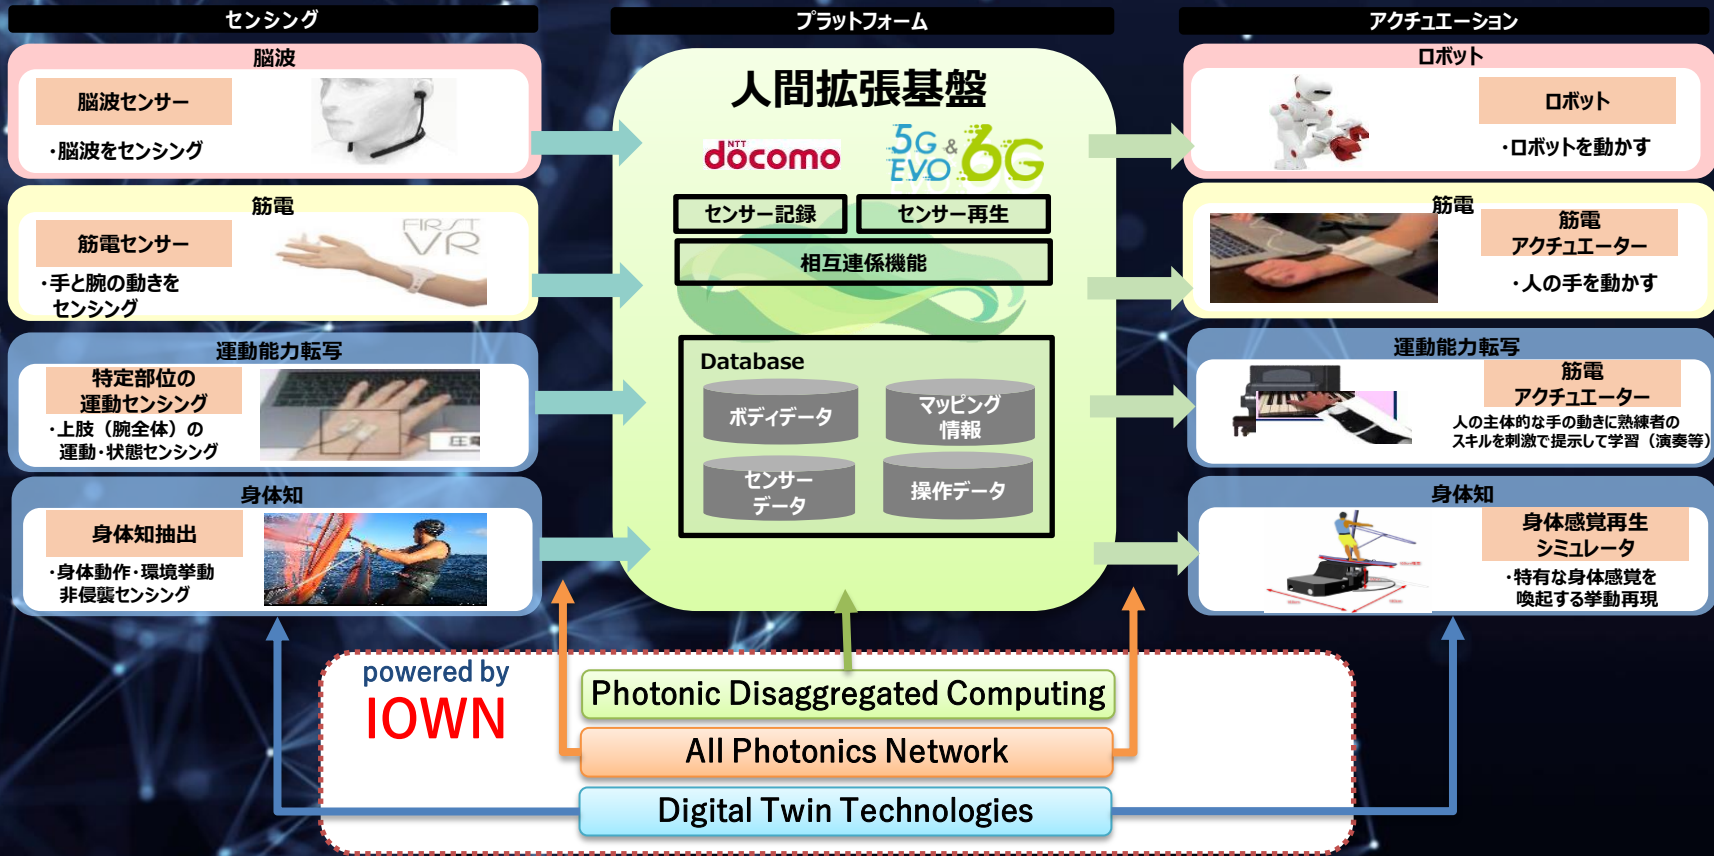 センシング
脳波
脳波センサー
・脳波をセンシング
筋電
筋電センサー
・手と腕の動きを
センシング
FIRST
VR
運動能力転写
特定部位の
運動センシング
・上肢（腕全体）の
運動・状態センシング
身体知
身体知抽出
・身体動作・環境挙動
非侵襲センシング
プラットフォーム
人間拡張基盤
NTT
docomo
5G
EVO
&
6G
センサー記録
センサー再生
相互連係機能
Database
ボディデータ
マッピング
情報
センサー
データ
操作データ
アクチュエーション
ロボット
ロボット
・ロボットを動かす
筋電
筋電
アクチュエーター
・人の手を動かす
運動能力転写
筋電
アクチュエーター
人の主体的な手の動きに熟練者の
スキルを刺激で提示して学習（演奏等）
身体知
身体感覚再生
シミュレータ
・特有な身体感覚を
喚起する挙動再現
powered by
IOWN
Photonic Disaggregated Computing
All Photonics Network
Digital Twin Technologies